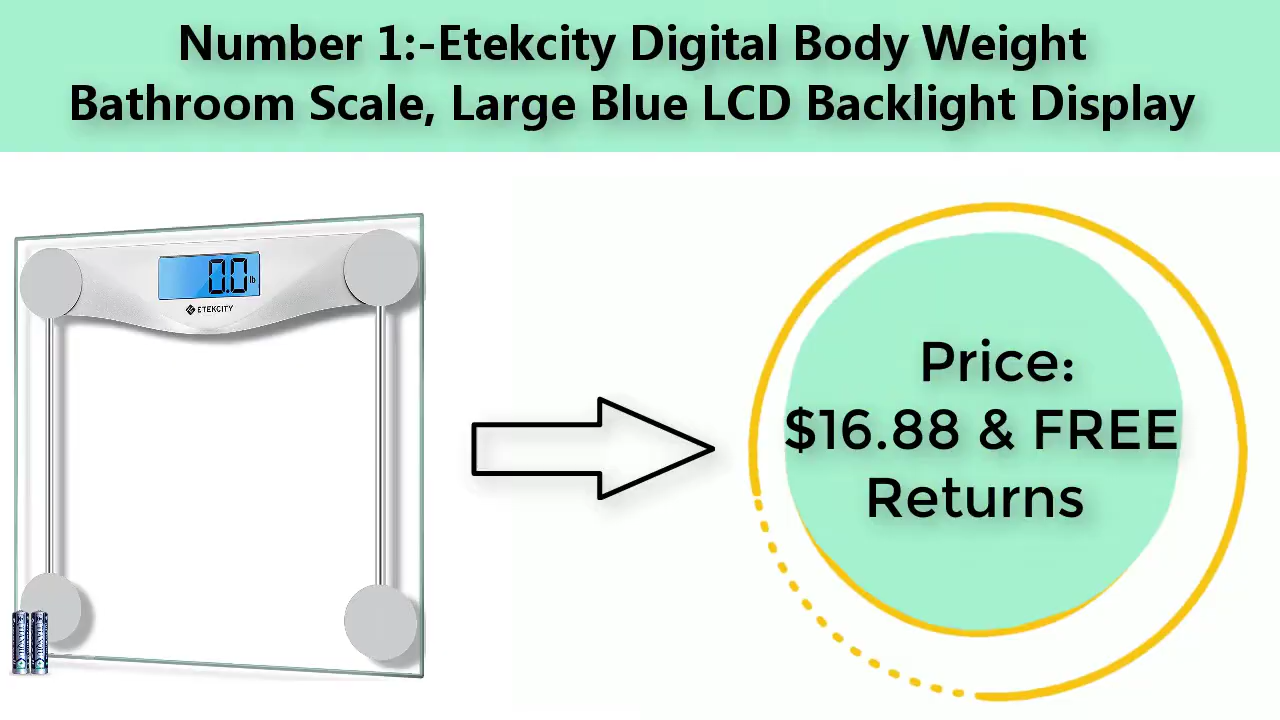 Number 1:-Etekcity Digital Body Weight
Bathroom Scale, Large Blue LCD Backlight Display
0.0 lb
ETEKCITY
Price:
$16.88 & FREE
Returns